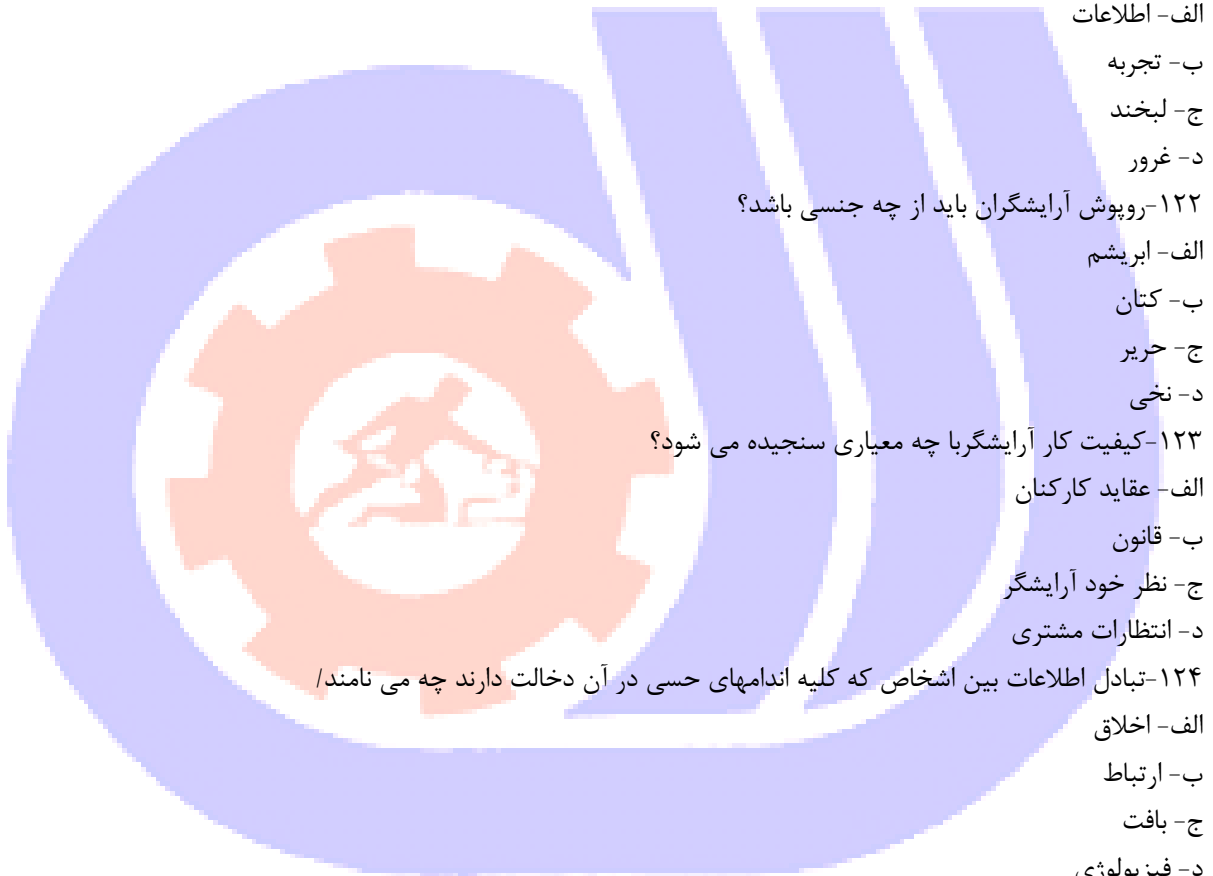 الف- اطلاعات
ب- تجربه
ج- لبخند
د- غرور
۱۲۲-روپوش آرایشگران باید از چه جنسی باشد؟
الف- ابریشم
ب- کتان
ج- حریر
د- نخی
۱۲۳-کیفیت کار آرایشگربا چه معیاری سنجیده می شود؟
الف- عقاید کارکنان
ب- قانون
ج- نظر خود آرایشگر
د- انتظارات مشتری
۱۲۴-تبادل اطلاعات بین اشخاص که کلیه اندامهای حسی در آن دخالت دارند چه می نامند/
الف- اخلاق
ب- ارتباط
ج- بافت
د- فیزیولوژی